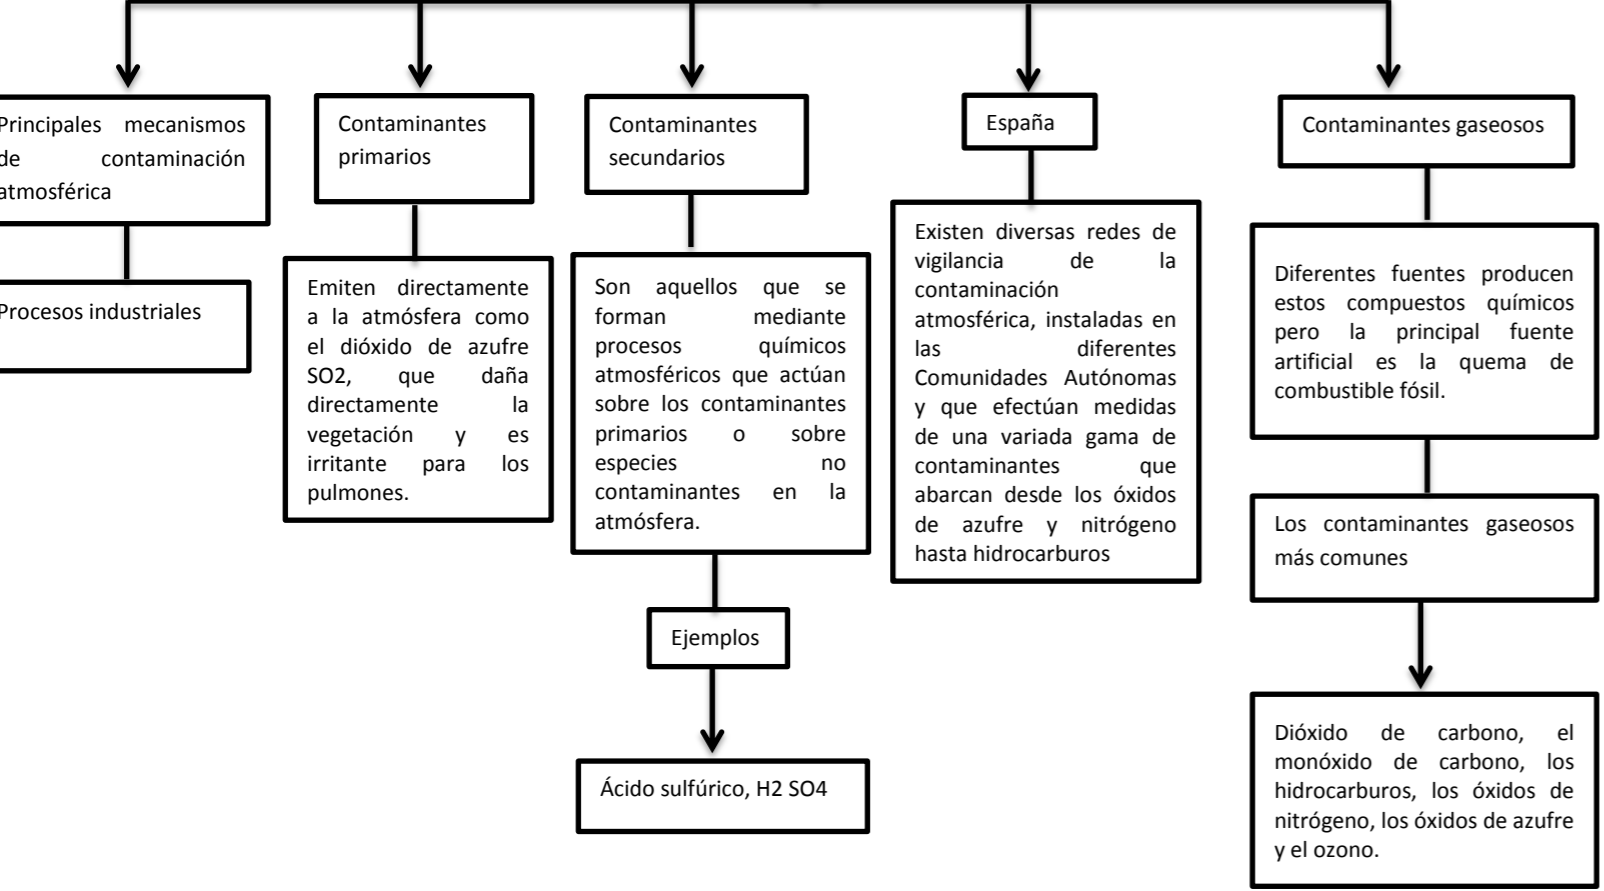 Principales mecanismos
de contaminación
atmosférica
Procesos industriales
Contaminantes
primarios
Emiten directamente
a la atmósfera como
el dióxido de azufre
SO2, que daña
directamente la
vegetación y es
irritante para los
pulmones.
Contaminantes
secundarios
Son aquellos que se
forman mediante
procesos químicos
atmosféricos que actúan
sobre los contaminantes
primarios o sobre
especies no
contaminantes en la
atmósfera.
Ejemplos
Ácido sulfúrico, H2 SO4
España
Existen diversas redes de
vigilancia de la
contaminación
atmosférica, instaladas en
las diferentes
Comunidades Autónomas
y que efectúan medidas
de una variada gama de
contaminantes que
abarcan desde los óxidos
de azufre y nitrógeno
hasta hidrocarburos
Contaminantes gaseosos
Diferentes fuentes producen
estos compuestos químicos
pero la principal fuente
artificial es la quema de
combustible fósil.
Los contaminantes gaseosos
más comunes
Dióxido de carbono, el
monóxido de carbono, los
hidrocarburos, los óxidos de
nitrógeno, los óxidos de azufre
y el ozono.